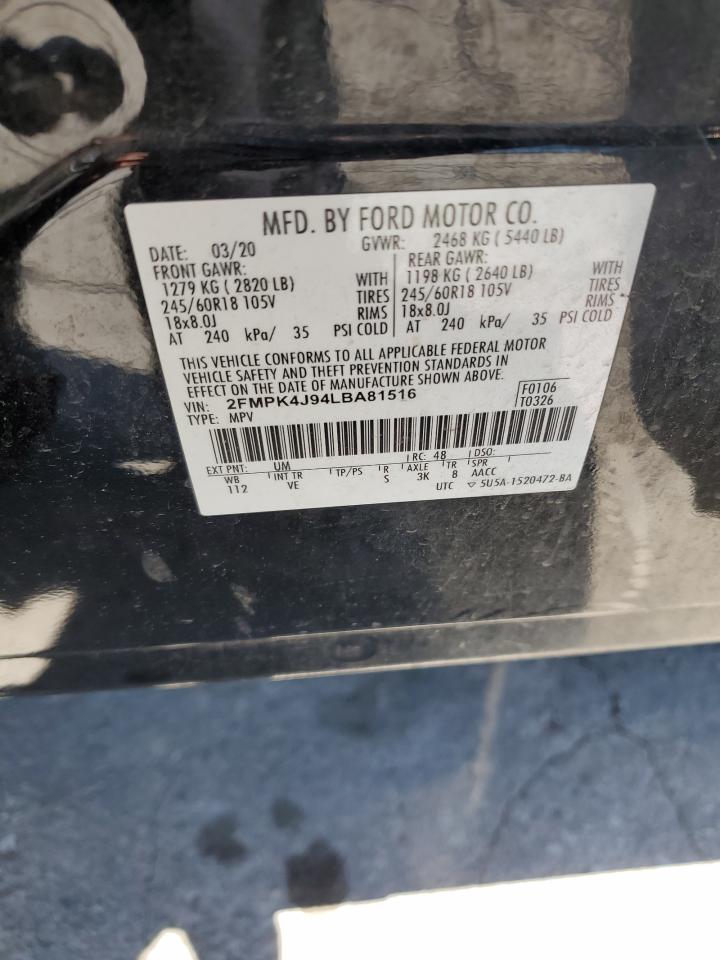 MFD. BY FORD MOTOR CO.
DATE: 03/20 GVWR: 2468 KG ( 5440 LB)
FRONT GAWR: REAR GAWR:
1279 KG ( 2820 LB) WITH 1198 KG ( 2640 LB) WITH
245/60R18 105V TIRES 245/60R18 105V TIRES
18x8.0J RIMS 18x8.0J RIMS
AT 240 kPa/ 35 PSI COLD AT 240 kPa/ 35 PSI COLD
THIS VEHICLE CONFORMS TO ALL APPLICABLE FEDERAL MOTOR
VEHICLE SAFETY AND THEFT PREVENTION STANDARDS IN
EFFECT ON THE DATE OF MANUFACTURE SHOWN ABOVE.
VIN: 2FMPK4J94LBA81516 F0106
TYPE: MPV T0326
EXT PNT: UM RC: 48 DSO:
WB INT TR TP/PS R AXLE TR SPR
112 VE S 3K 8 AACC
UTC ▽ 5U5A-1520472-BA